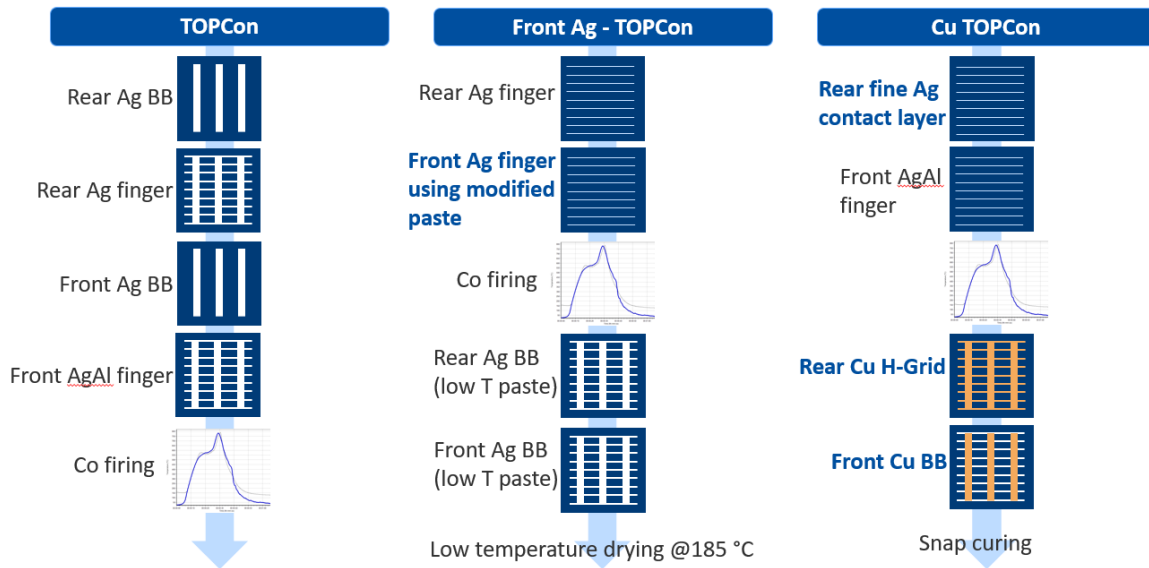 TOPCon
Rear Ag BB
Rear Ag finger
Front Ag BB
Front AgAl finger
Co firing
Front Ag - TOPCon
Rear Ag finger
Front Ag finger
using modified
paste
Co firing
Rear Ag BB
(low T paste)
Front Ag BB
(low T paste)
Low temperature drying @185 °C
Cu TOPCon
Rear fine Ag
contact layer
Front AgAl
finger
Rear Cu H-Grid
Front Cu BB
Snap curing